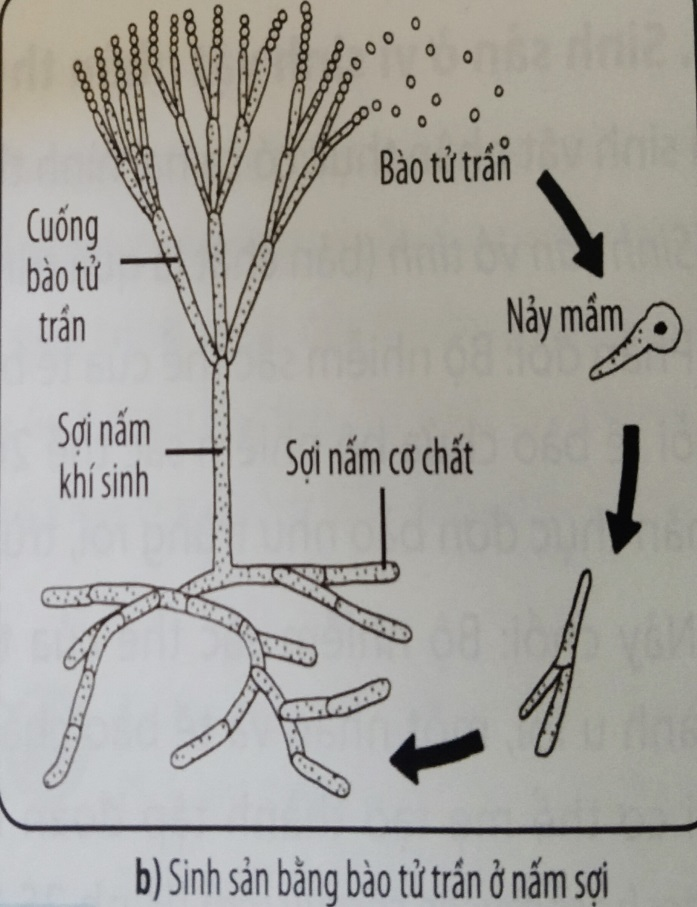 Bào tử trần
Cuống
bào tử
trần
Nảy mầm
Sợi nấm
khí sinh
Sợi nấm cơ chất
b) Sinh sản bằng bào tử trần ở nấm sợi